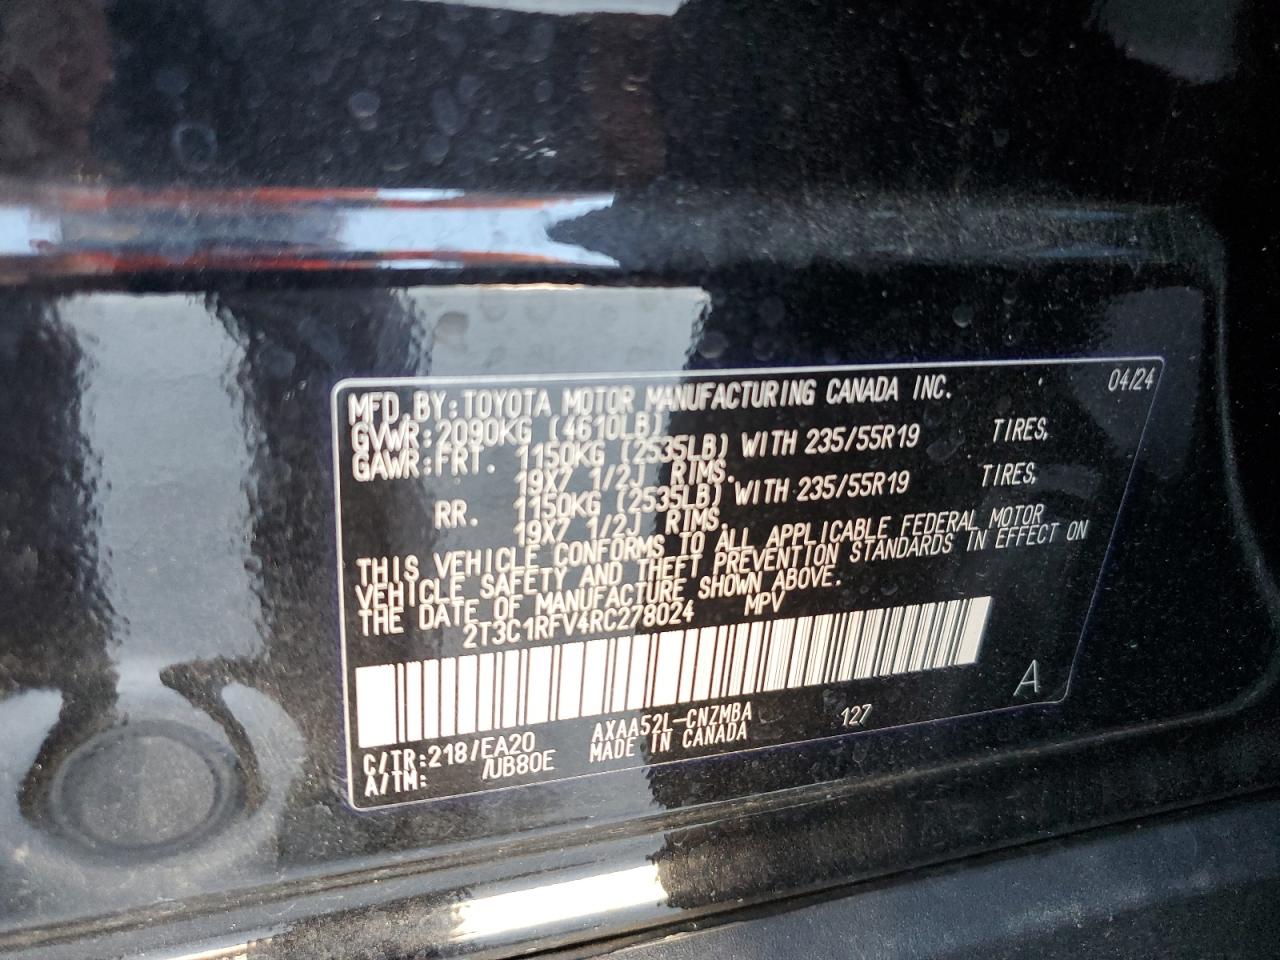 MFD.BY:TOYOTA MOTOR MANUFACTURING CANADA INC. 04/24
GVWR:2090KG (4610LB)
GAWR:FRT. 1150KG (2535LB) WITH 235/55R19 TIRES,
19X7 1/2J RIMS.
RR. 1150KG (2535LB) WITH 235/55R19 TIRES,
19X7 1/2J RIMS.
THIS VEHICLE CONFORMS TO ALL APPLICABLE FEDERAL MOTOR
VEHICLE SAFETY AND THEFT PREVENTION STANDARDS IN EFFECT ON
THE DATE OF MANUFACTURE SHOWN ABOVE.
2T3C1RFV4RC278024 MPV
C/TR:218/EA20 AXAA52L-CNZMBA 127 A
A/TM: /UB80E MADE IN CANADA